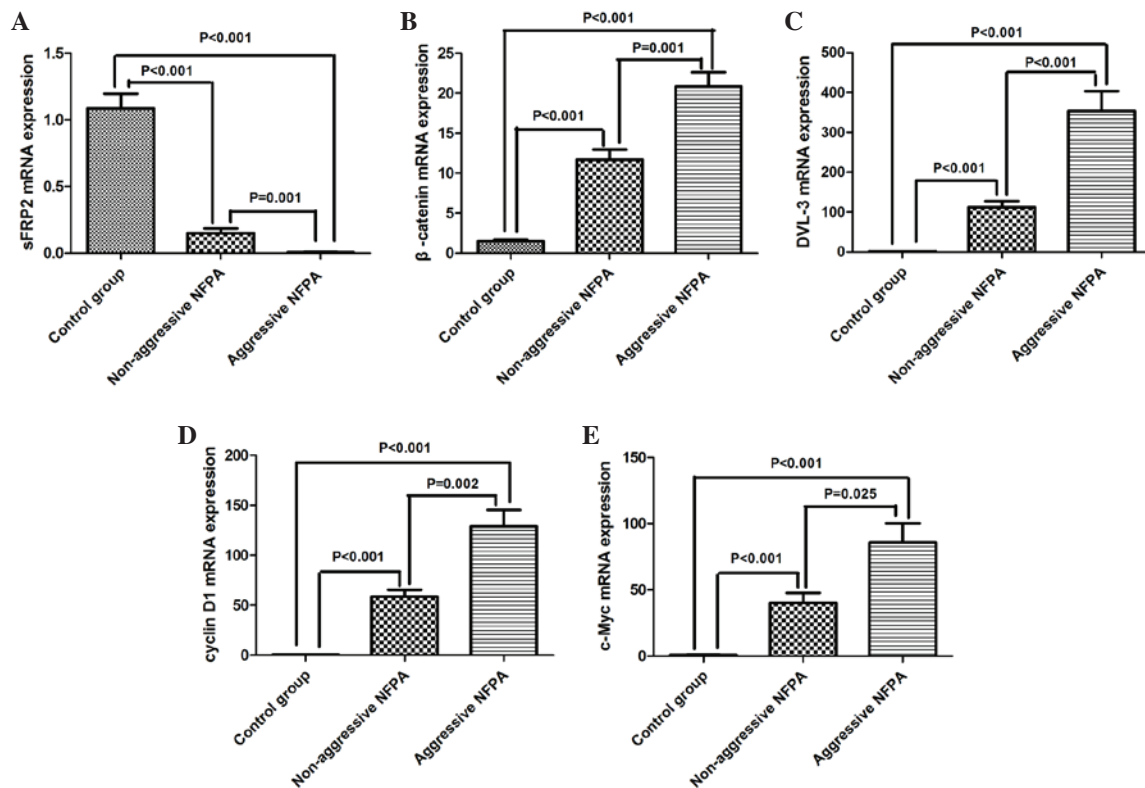 A
sFRP2 mRNA expression
1.5
1.0
0.5
0.0
P<0.001
P<0.001
P=0.001
Control group
Non-aggressive NFPA
Aggressive NFPA
B
β -catenin mRNA expression
25
20
15
10
5
0
P<0.001
P=0.001
P<0.001
Control group
Non-aggressive NFPA
Aggressive NFPA
C
DVL-3 mRNA expression
500
400
300
200
100
0
P<0.001
P<0.001
P<0.001
Control group
Non-aggressive NFPA
Aggressive NFPA
D
cyclin D1 mRNA expression
200
150
100
50
0
P<0.001
P=0.002
P<0.001
Control group
Non-aggressive NFPA
Aggressive NFPA
E
c-Myc mRNA expression
150
100
50
0
P<0.001
P=0.025
P<0.001
Control group
Non-aggressive NFPA
Aggressive NFPA